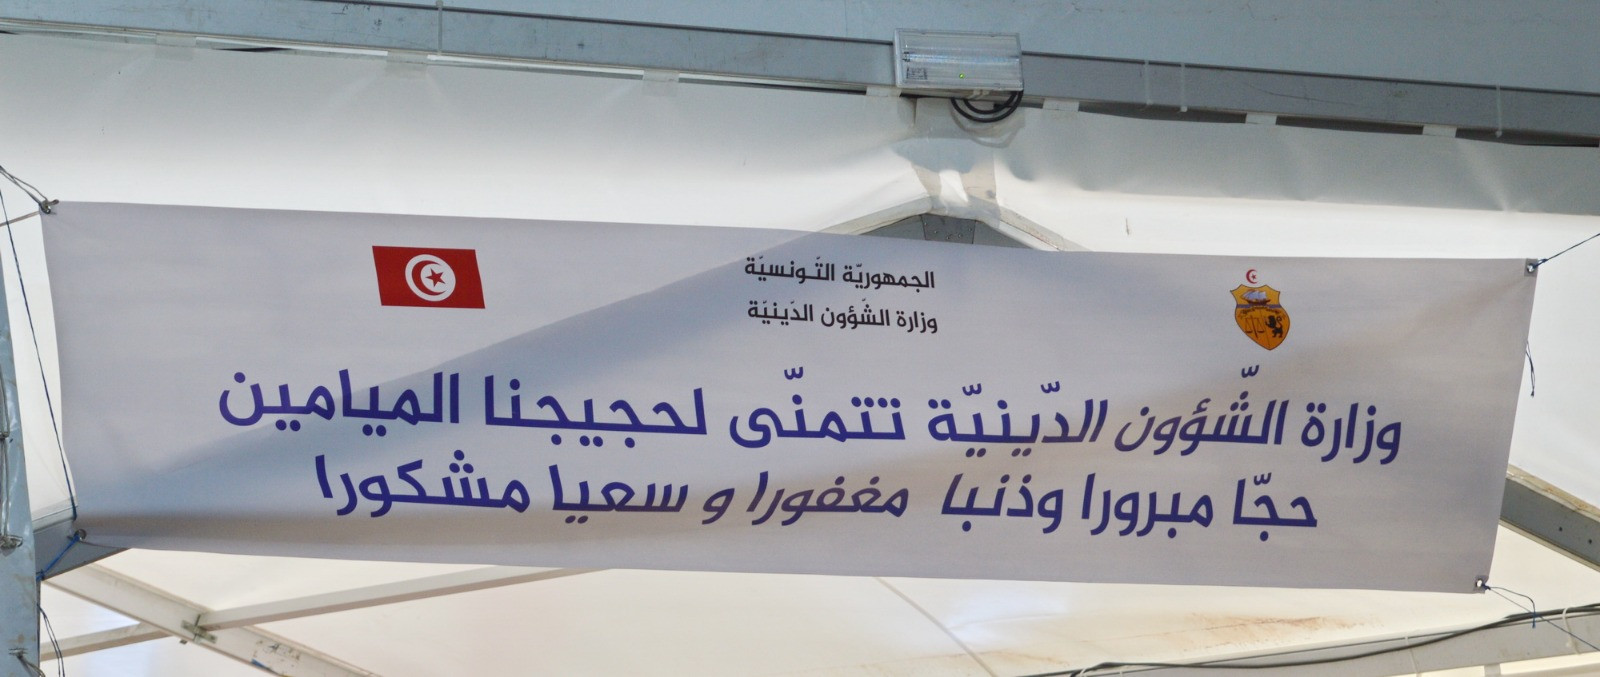 الجمهوريّة التّونسيّة
وزارة الشّؤون الدّينيّة
وزارة الشّؤون الدّينيّة تتمنّى لحجيجنا الميامين
حجّا مبرورا وذنبا مغفورا و سعيا مشكورا